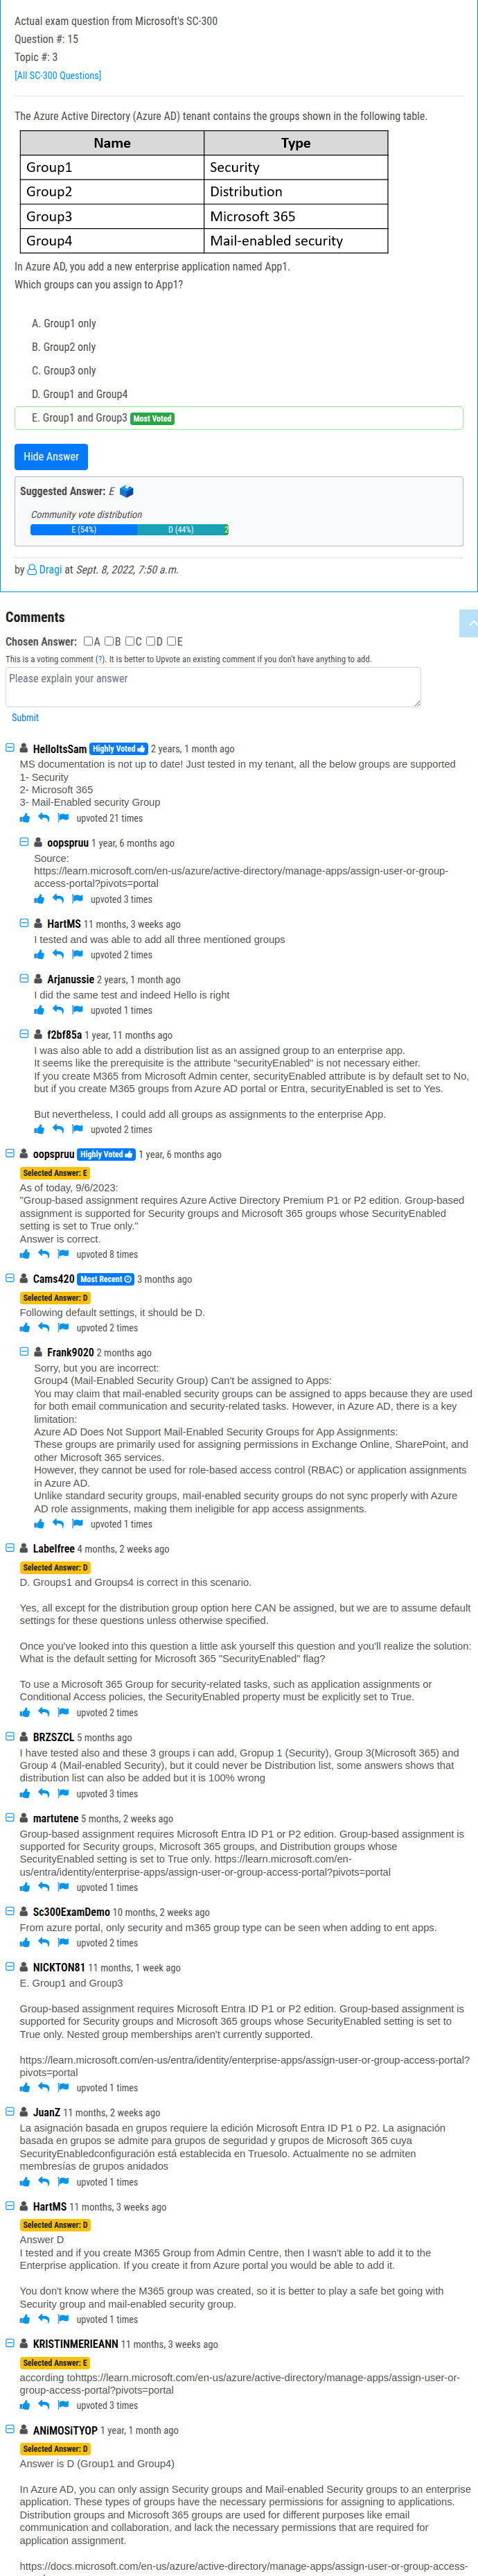 Actual exam question from Microsoft's SC-300
Question #: 15
Topic #: 3
[All SC-300 Questions]
The Azure Active Directory (Azure AD) tenant contains the groups shown in the following table.
Name Type
Group1 Security
Group2 Distribution
Group3 Microsoft 365
Group4 Mail-enabled security
In Azure AD, you add a new enterprise application named App1.
Which groups can you assign to App1?
A. Group1 only
B. Group2 only
C. Group3 only
D. Group1 and Group4
E. Group1 and Group3 Most Voted
Hide Answer
Suggested Answer: E
Community vote distribution
E (54%) D (44%) 2
by Dragi at Sept. 8, 2022, 7:50 a.m.
Comments
Chosen Answer: A B C D E
This is a voting comment (?). It is better to Upvote an existing comment if you don't have anything to add.
Please explain your answer
Submit
HelloItsSam Highly Voted 2 years, 1 month ago
MS documentation is not up to date! Just tested in my tenant, all the below groups are supported
1- Security
2- Microsoft 365
3- Mail-Enabled security Group
upvoted 21 times
oopspruu 1 year, 6 months ago
Source:
https://learn.microsoft.com/en-us/azure/active-directory/manage-apps/assign-user-or-group-
access-portal?pivots=portal
upvoted 3 times
HartMS 11 months, 3 weeks ago
I tested and was able to add all three mentioned groups
upvoted 2 times
Arjanussie 2 years, 1 month ago
I did the same test and indeed Hello is right
upvoted 1 times
f2bf85a 1 year, 11 months ago
I was also able to add a distribution list as an assigned group to an enterprise app.
It seems like the prerequisite is the attribute "securityEnabled" is not necessary either.
If you create M365 from Microsoft Admin center, securityEnabled attribute is by default set to No,
but if you create M365 groups from Azure AD portal or Entra, securityEnabled is set to Yes.
But nevertheless, I could add all groups as assignments to the enterprise App.
upvoted 2 times
oopspruu Highly Voted 1 year, 6 months ago
Selected Answer: E
As of today, 9/6/2023:
"Group-based assignment requires Azure Active Directory Premium P1 or P2 edition. Group-based
assignment is supported for Security groups and Microsoft 365 groups whose SecurityEnabled
setting is set to True only."
Answer is correct.
upvoted 8 times
Cams420 Most Recent 3 months ago
Selected Answer: D
Following default settings, it should be D.
upvoted 2 times
Frank9020 2 months ago
Sorry, but you are incorrect:
Group4 (Mail-Enabled Security Group) Can't be assigned to Apps:
You may claim that mail-enabled security groups can be assigned to apps because they are used
for both email communication and security-related tasks. However, in Azure AD, there is a key
limitation:
Azure AD Does Not Support Mail-Enabled Security Groups for App Assignments:
These groups are primarily used for assigning permissions in Exchange Online, SharePoint, and
other Microsoft 365 services.
However, they cannot be used for role-based access control (RBAC) or application assignments
in Azure AD.
Unlike standard security groups, mail-enabled security groups do not sync properly with Azure
AD role assignments, making them ineligible for app access assignments.
upvoted 1 times
Labelfree 4 months, 2 weeks ago
Selected Answer: D
D. Groups1 and Groups4 is correct in this scenario.
Yes, all except for the distribution group option here CAN be assigned, but we are to assume default
settings for these questions unless otherwise specified.
Once you've looked into this question a little ask yourself this question and you'll realize the solution:
What is the default setting for Microsoft 365 "SecurityEnabled" flag?
To use a Microsoft 365 Group for security-related tasks, such as application assignments or
Conditional Access policies, the SecurityEnabled property must be explicitly set to True.
upvoted 2 times
BRZSZCL 5 months ago
I have tested also and these 3 groups i can add, Gropup 1 (Security), Group 3(Microsoft 365) and
Group 4 (Mail-enabled Security), but it could never be Distribution list, some answers shows that
distribution list can also be added but it is 100% wrong
upvoted 3 times
martutene 5 months, 2 weeks ago
Group-based assignment requires Microsoft Entra ID P1 or P2 edition. Group-based assignment is
supported for Security groups, Microsoft 365 groups, and Distribution groups whose
SecurityEnabled setting is set to True only. https://learn.microsoft.com/en-
us/entra/identity/enterprise-apps/assign-user-or-group-access-portal?pivots=portal
upvoted 1 times
Sc300ExamDemo 10 months, 2 weeks ago
From azure portal, only security and m365 group type can be seen when adding to ent apps.
upvoted 2 times
NICKTON81 11 months, 1 week ago
E. Group1 and Group3
Group-based assignment requires Microsoft Entra ID P1 or P2 edition. Group-based assignment is
supported for Security groups and Microsoft 365 groups whose SecurityEnabled setting is set to
True only. Nested group memberships aren't currently supported.
https://learn.microsoft.com/en-us/entra/identity/enterprise-apps/assign-user-or-group-access-portal?
pivots=portal
upvoted 1 times
JuanZ 11 months, 2 weeks ago
La asignación basada en grupos requiere la edición Microsoft Entra ID P1 o P2. La asignación
basada en grupos se admite para grupos de seguridad y grupos de Microsoft 365 cuya
SecurityEnabledconfiguración está establecida en Truesolo. Actualmente no se admiten
membresías de grupos anidados
upvoted 1 times
HartMS 11 months, 3 weeks ago
Selected Answer: D
Answer D
I tested and if you create M365 Group from Admin Centre, then I wasn't able to add it to the
Enterprise application. If you create it from Azure portal you would be able to add it.
You don't know where the M365 group was created, so it is better to play a safe bet going with
Security group and mail-enabled security group.
upvoted 1 times
KRISTINMERIEANN 11 months, 3 weeks ago
Selected Answer: E
according tohttps://learn.microsoft.com/en-us/azure/active-directory/manage-apps/assign-user-or-
group-access-portal?pivots=portal
upvoted 3 times
ANiMOSiTYOP 1 year, 1 month ago
Selected Answer: D
Answer is D (Group1 and Group4)
In Azure AD, you can only assign Security groups and Mail-enabled Security groups to an enterprise
application. These types of groups have the necessary permissions for assigning to applications.
Distribution groups and Microsoft 365 groups are used for different purposes like email
communication and collaboration, and lack the necessary permissions that are required for
application assignment.
https://docs.microsoft.com/en-us/azure/active-directory/manage-apps/assign-user-or-group-access-